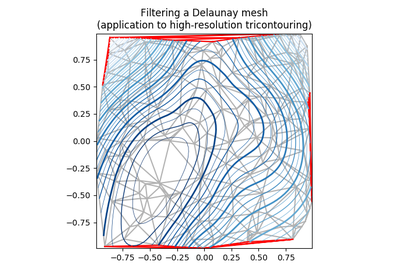 Filtering a Delaunay mesh
(application to high-resolution tricontouring)
0.75
0.50
0.25
0.00
−0.25
−0.50
−0.75
−0.75 −0.50 −0.25 0.00 0.25 0.50 0.75